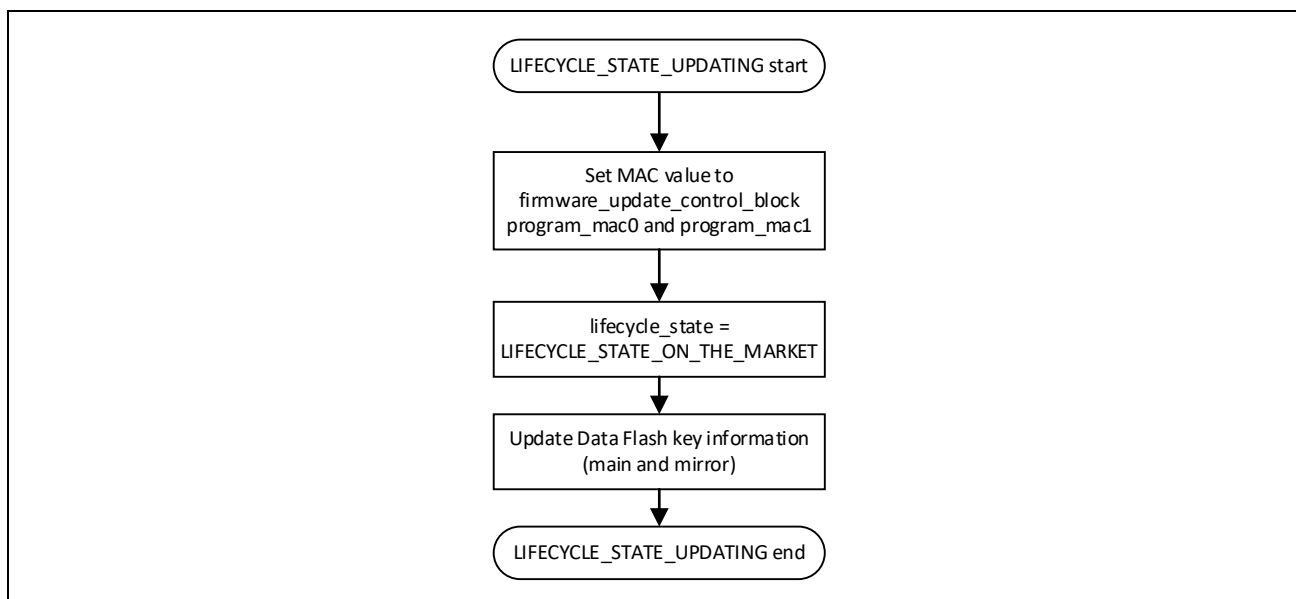 LIFECYCLE_STATE_UPDATING start
Set MAC value to
firmware_update_control_block
program_mac0 and program_mac1
lifecycle_state =
LIFECYCLE_STATE_ON_THE_MARKET
Update Data Flash key information
(main and mirror)
LIFECYCLE_STATE_UPDATING end